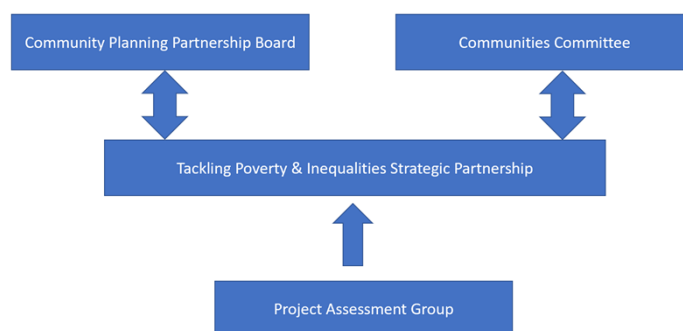 Community Planning Partnership Board
Communities Committee
Tackling Poverty & Inequalities Strategic Partnership
Project Assessment Group